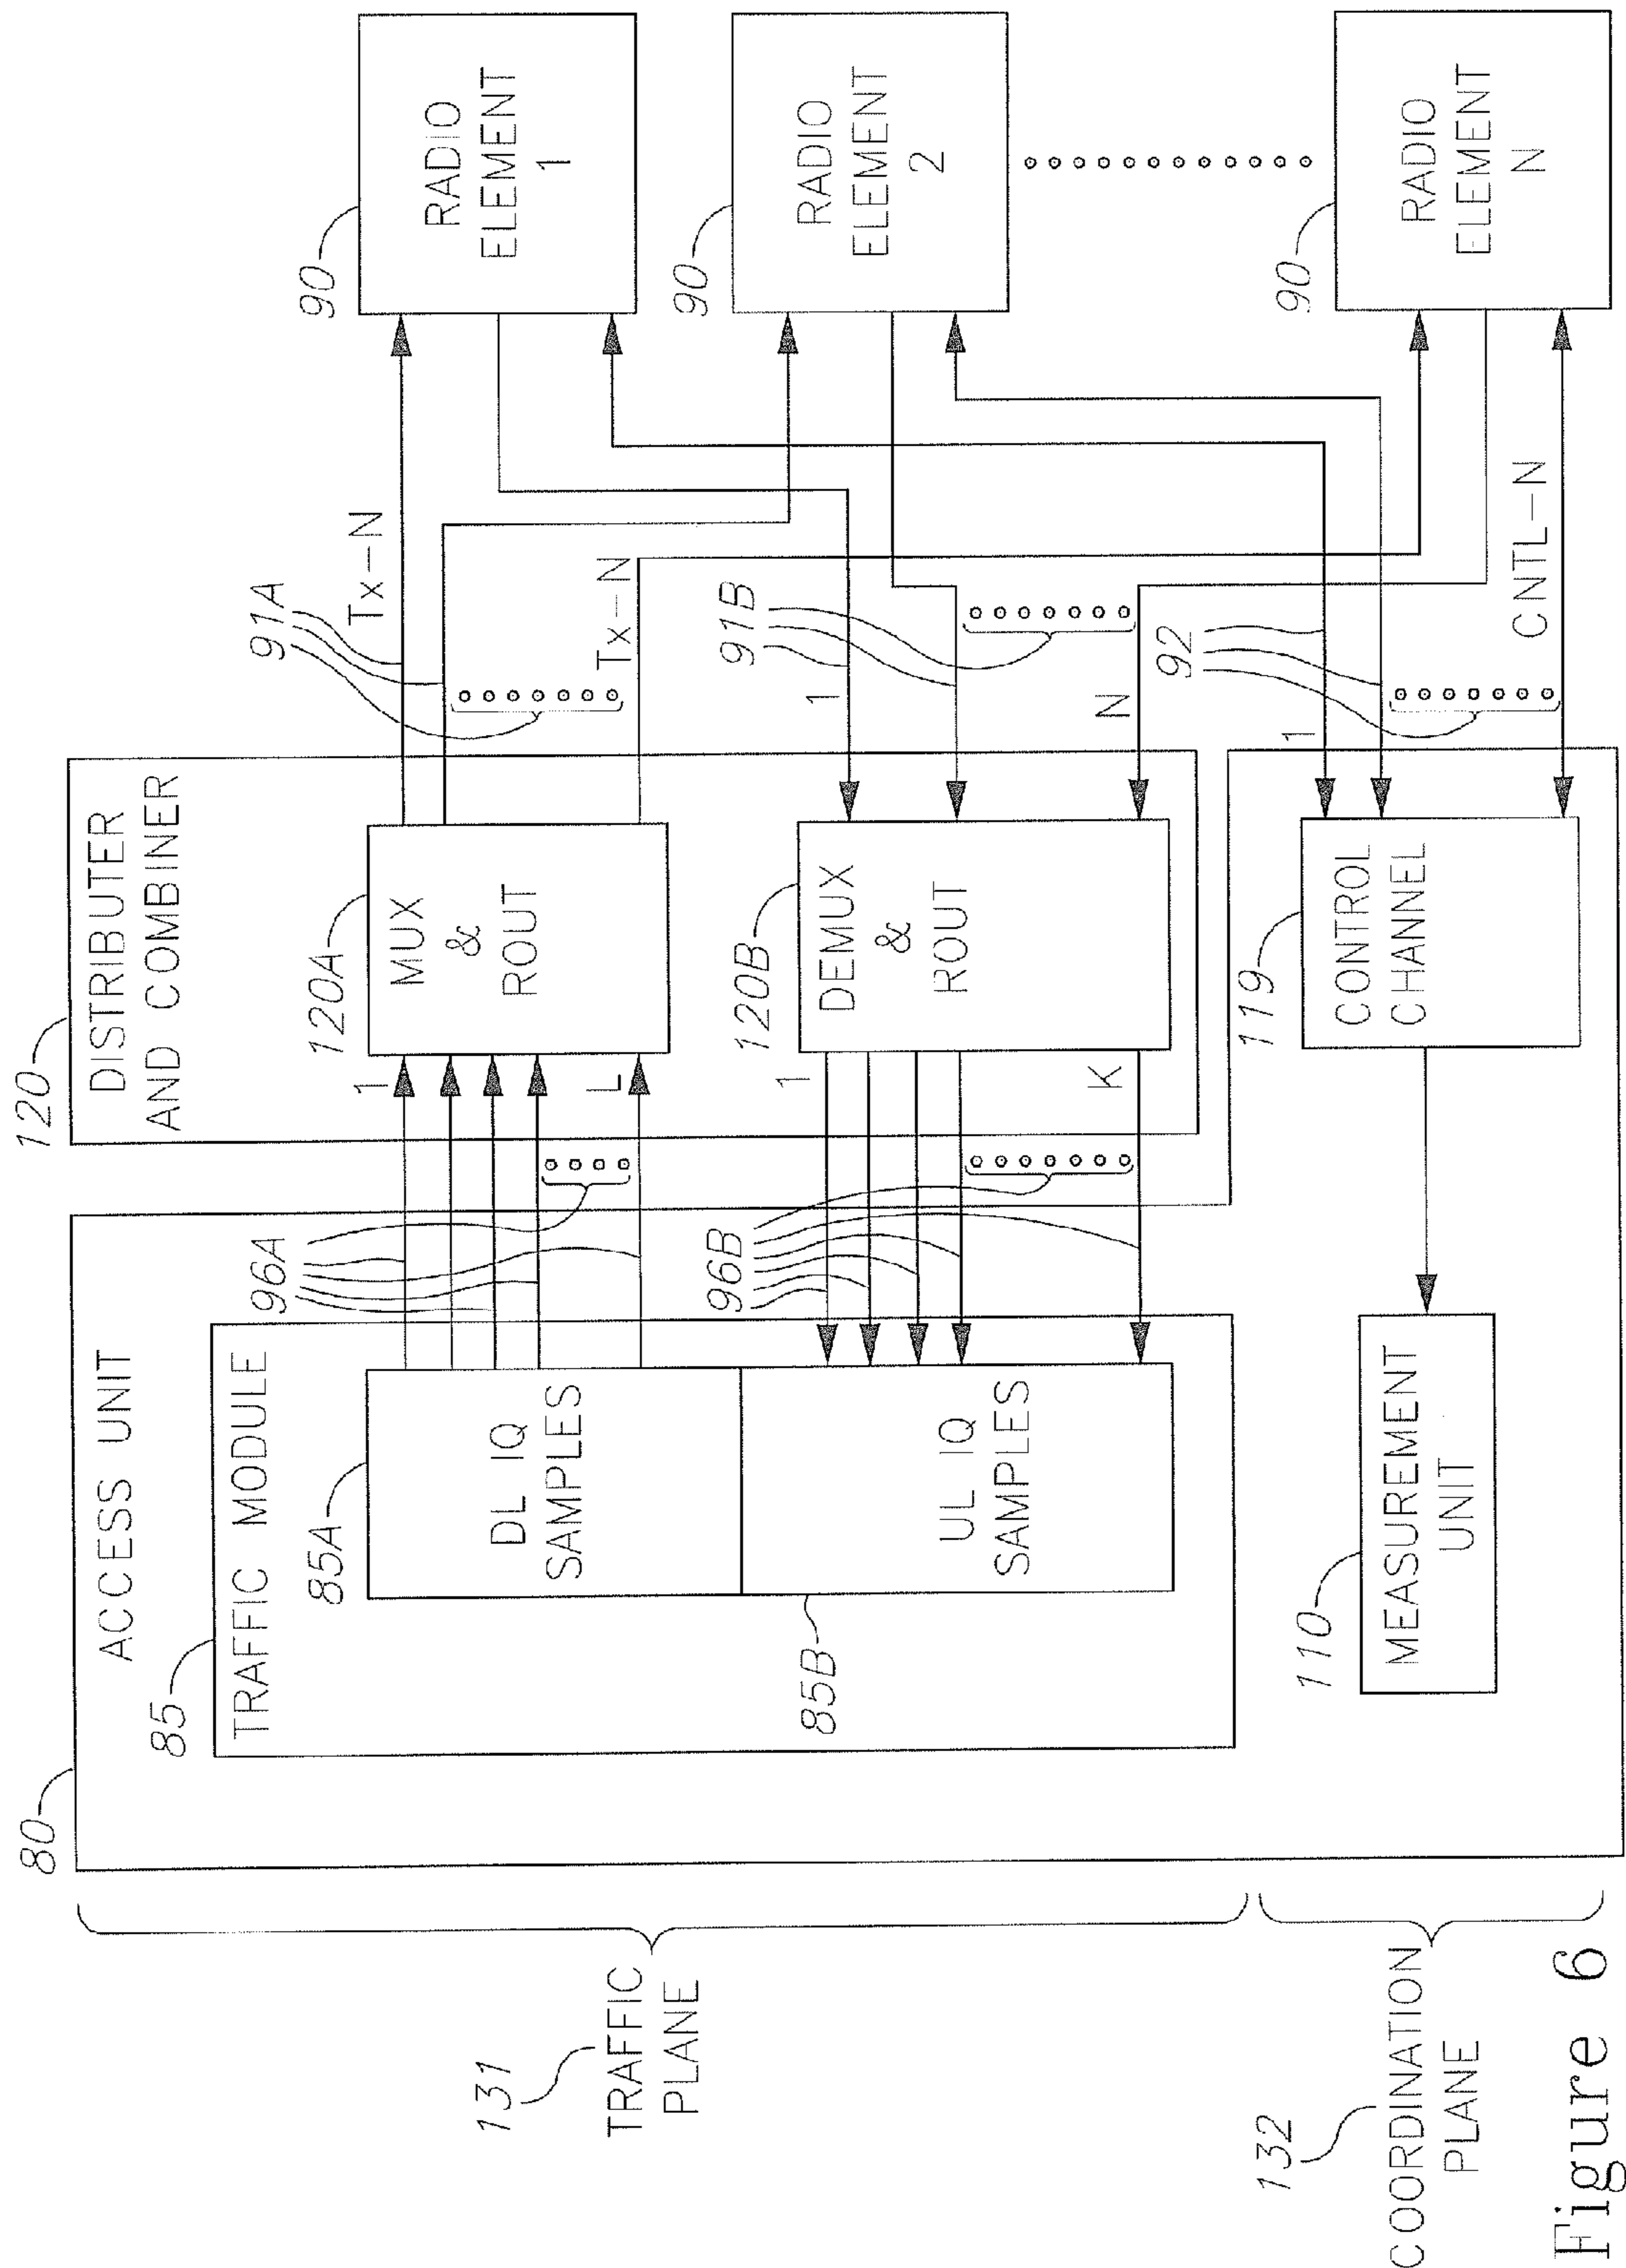 131
TRAFFIC
PLANE
132
COORDINATION
PLANE
80
ACCESS UNIT
85
TRAFFIC MODULE
85A
DL IQ
SAMPLES
85B
UL IQ
SAMPLES
110
MEASUREMENT
UNIT
96A
96B
120
DISTRIBUTER
AND COMBINER
1
L
120A
MUX
&
ROUT
1
K
120B
DEMUX
&
ROUT
119
CONTROL
CHANNEL
91A
Tx-N
Tx-N
91B
1
N
92
1
CNTL-N
90
RADIO
ELEMENT
1
90
RADIO
ELEMENT
2
90
RADIO
ELEMENT
N
Figure 6